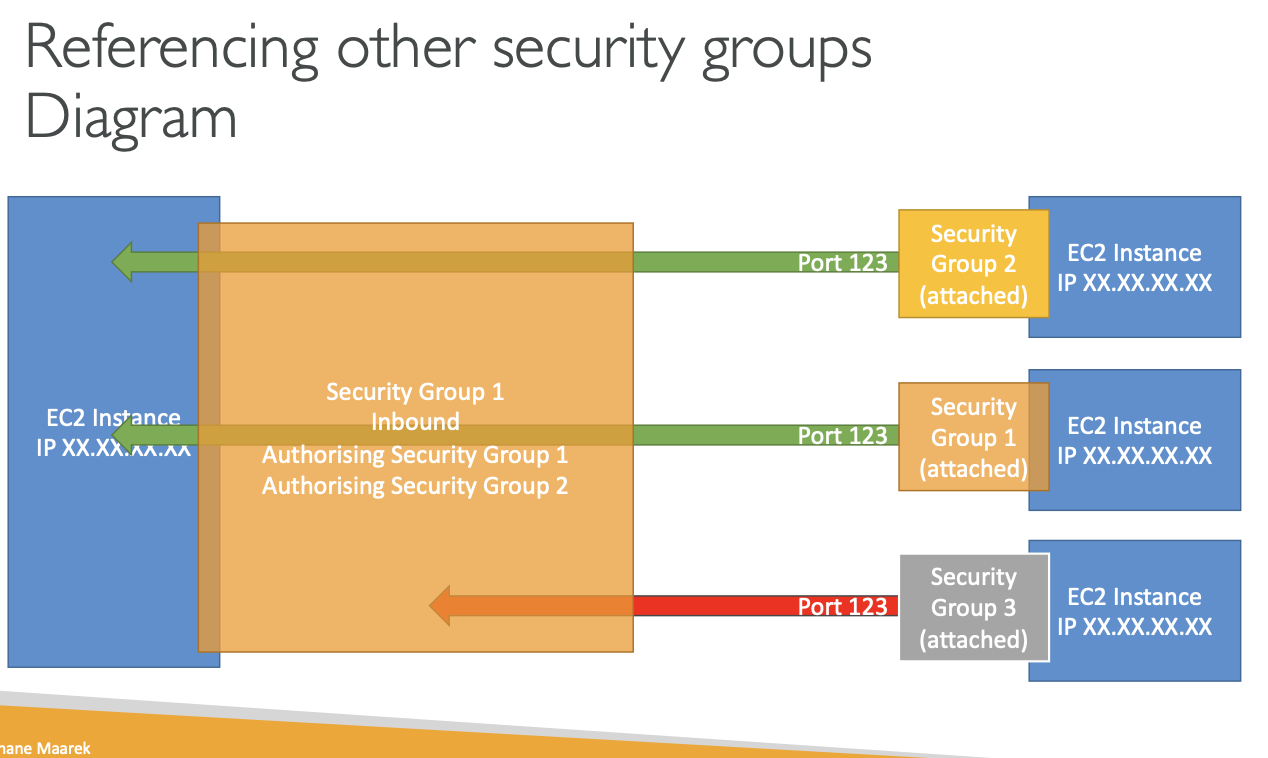 Referencing other security groups
Diagram
EC2 Instance
IP XX.XX.XX.XX
Security Group 1
Inbound
Authorising Security Group 1
Authorising Security Group 2
Port 123
Security
Group 2
(attached)
EC2 Instance
IP XX.XX.XX.XX
Port 123
Security
Group 1
(attached)
EC2 Instance
IP XX.XX.XX.XX
Port 123
Security
Group 3
(attached)
EC2 Instance
IP XX.XX.XX.XX
Maarek